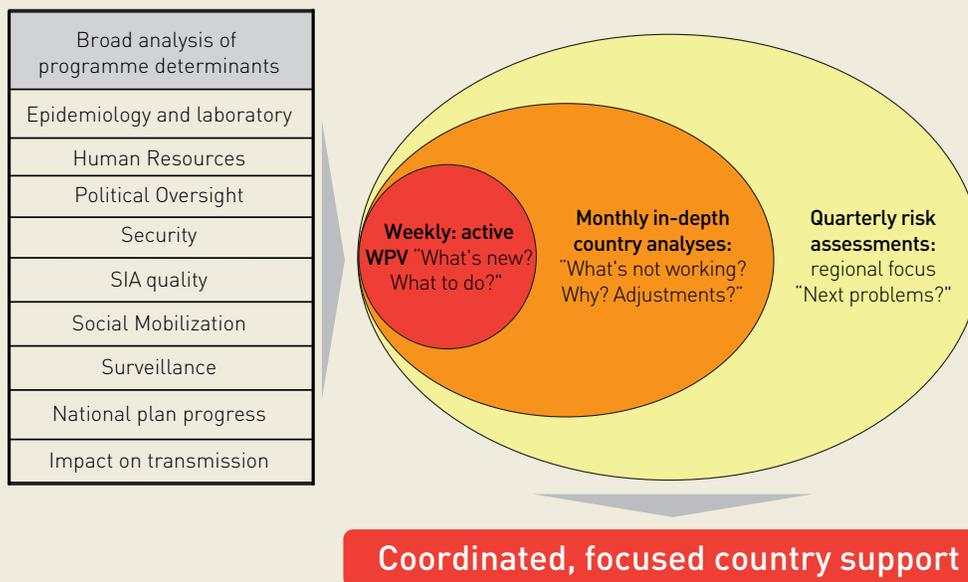 Broad analysis of
programme determinants
Epidemiology and laboratory
Human Resources
Political Oversight
Security
SIA quality
Social Mobilization
Surveillance
National plan progress
Impact on transmission
Weekly: active
WPV "What's new?
What to do?"
Monthly in-depth
country analyses:
"What's not working?
Why? Adjustments?"
Quarterly risk
assessments:
regional focus
"Next problems?"
Coordinated, focused country support